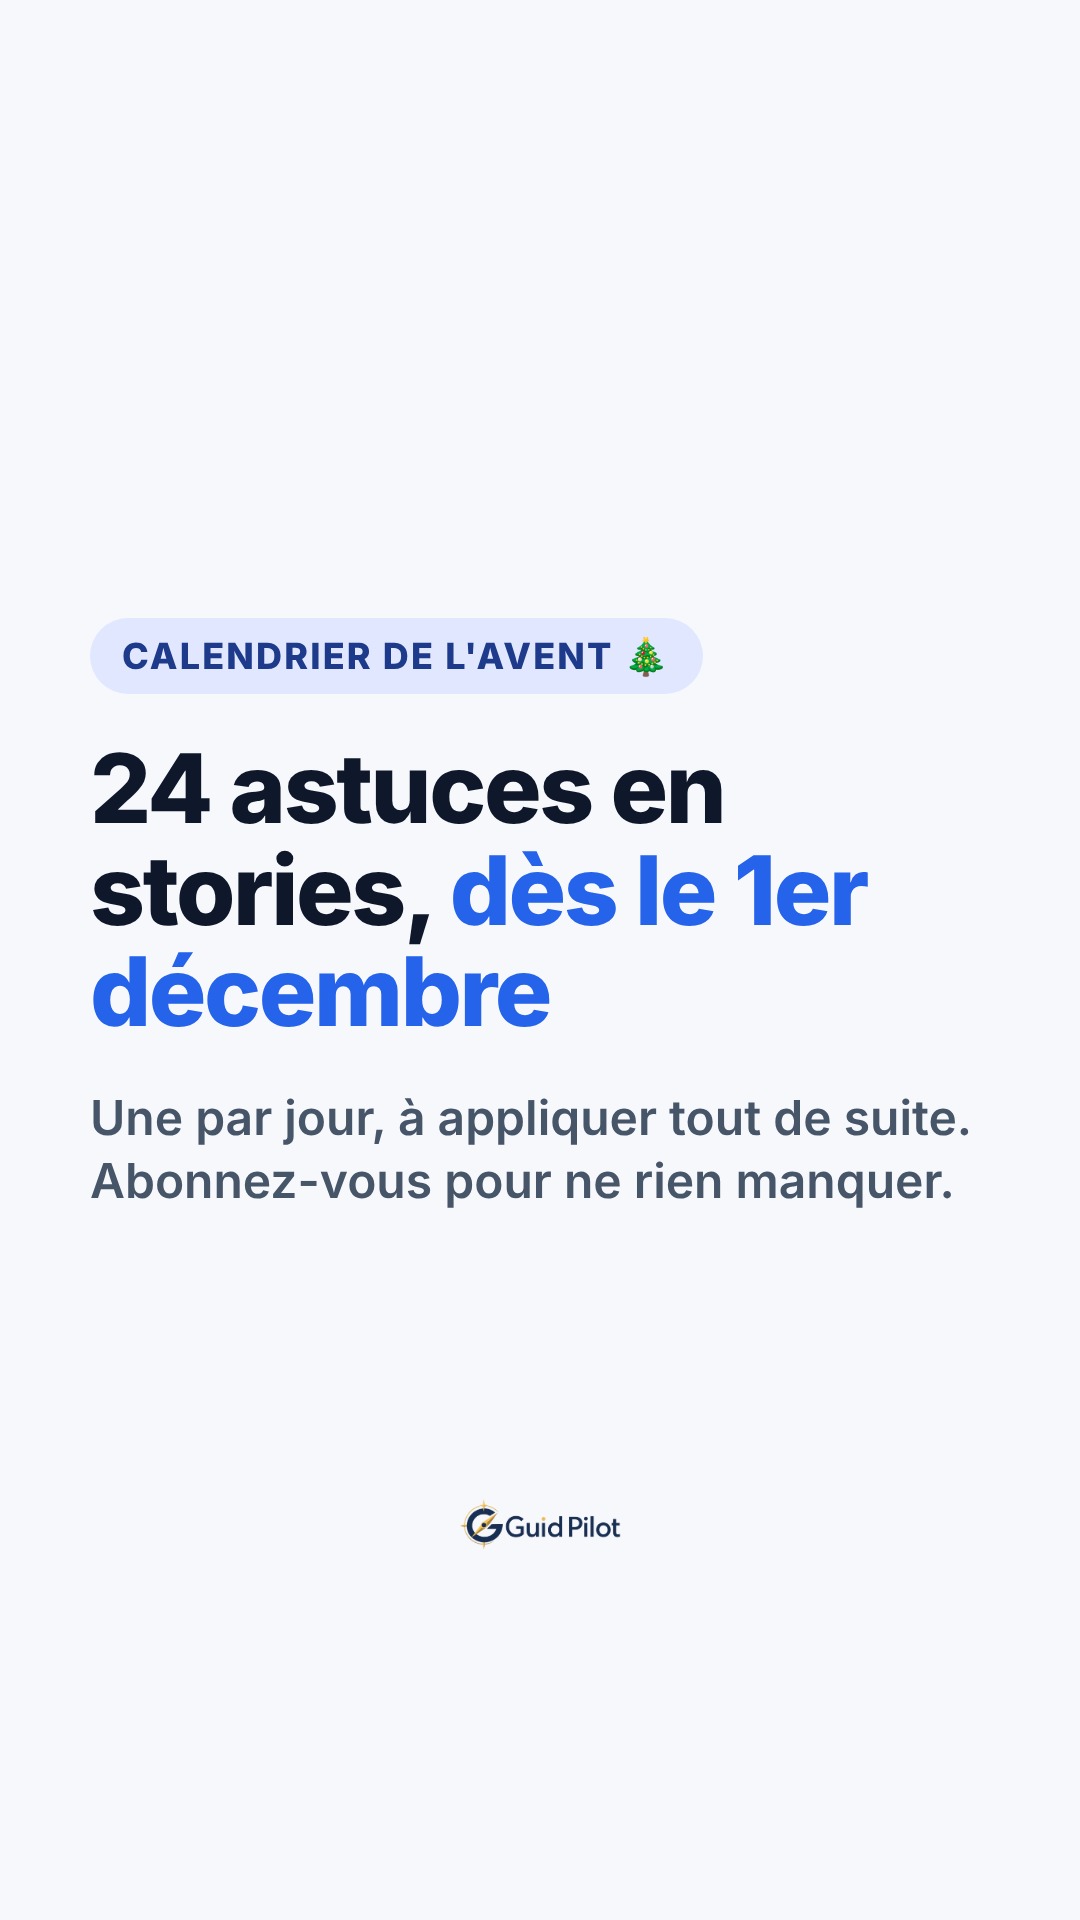 CALENDRIER DE L'AVENT 🎄
24 astuces en
stories, dès le 1er
décembre
Une par jour, à appliquer tout de suite.
Abonnez-vous pour ne rien manquer.
Guid Pilot